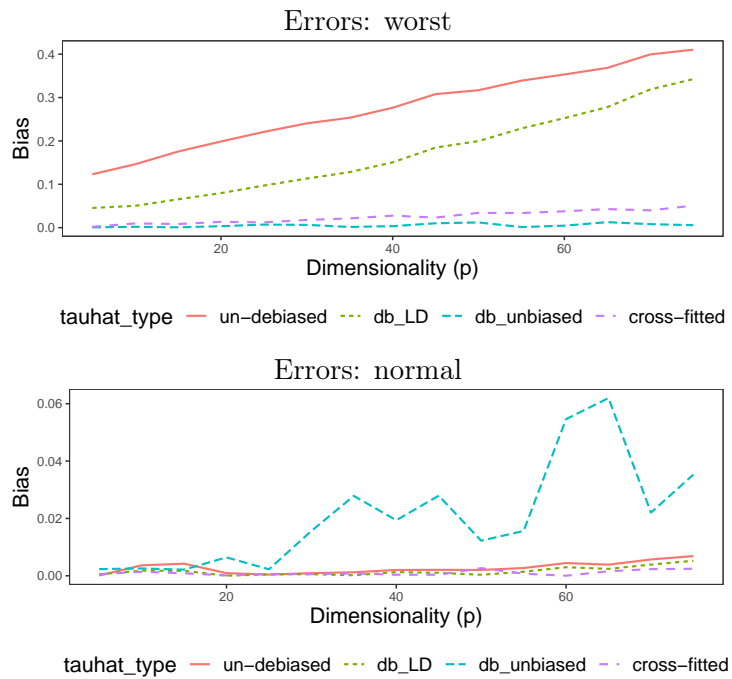 Errors: worst
0.4
0.3
0.2
0.1
0.0
Bias
20 40 60
Dimensionality (p)
tauhat_type un−debiased db_LD db_unbiased cross−fitted
Errors: normal
0.06
0.04
0.02
0.00
Bias
20 40 60
Dimensionality (p)
tauhat_type un−debiased db_LD db_unbiased cross−fitted